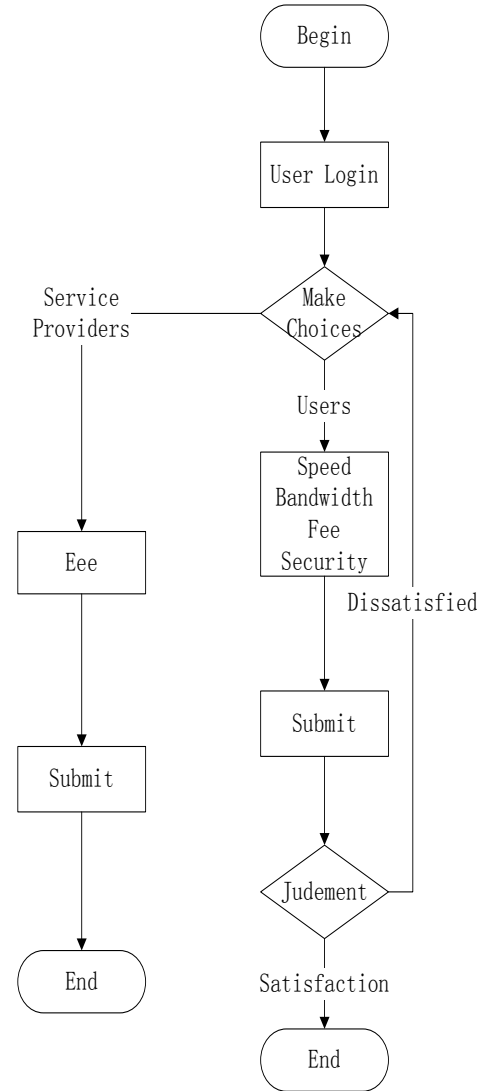 Begin
User Login
Make
Choices
Service
Providers
Users
Speed
Bandwidth
Fee
Security
Eee
Dissatisfied
Submit
Submit
Judement
End
Satisfaction
End